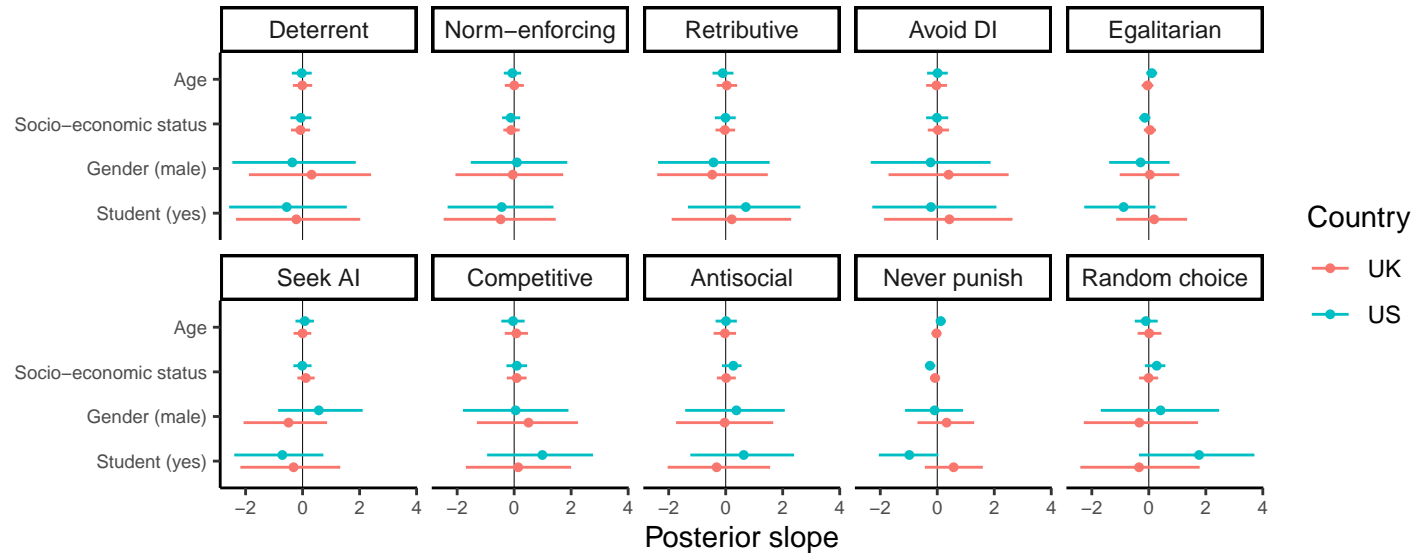 Deterrent Norm−enforcing Retributive Avoid DI Egalitarian
Age
Socio−economic status
Gender (male)
Student (yes)
Seek AI Competitive Antisocial Never punish Random choice
Age
Socio−economic status
Gender (male)
Student (yes)
−2 0 2 4 −2 0 2 4 −2 0 2 4 −2 0 2 4 −2 0 2 4
Posterior slope
Country
UK
US